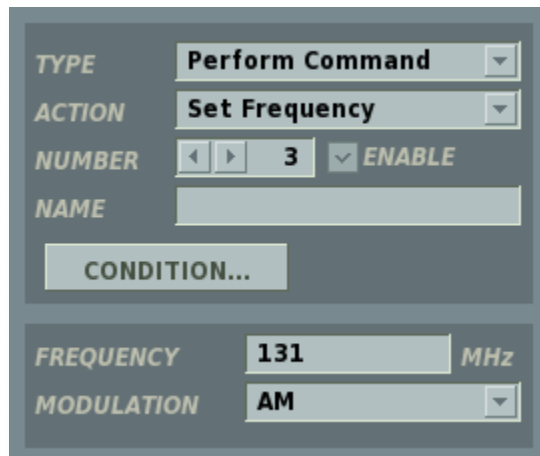 TYPE Perform Command
ACTION Set Frequency
NUMBER 3 ENABLE
NAME
CONDITION...
FREQUENCY 131 MHz
MODULATION AM